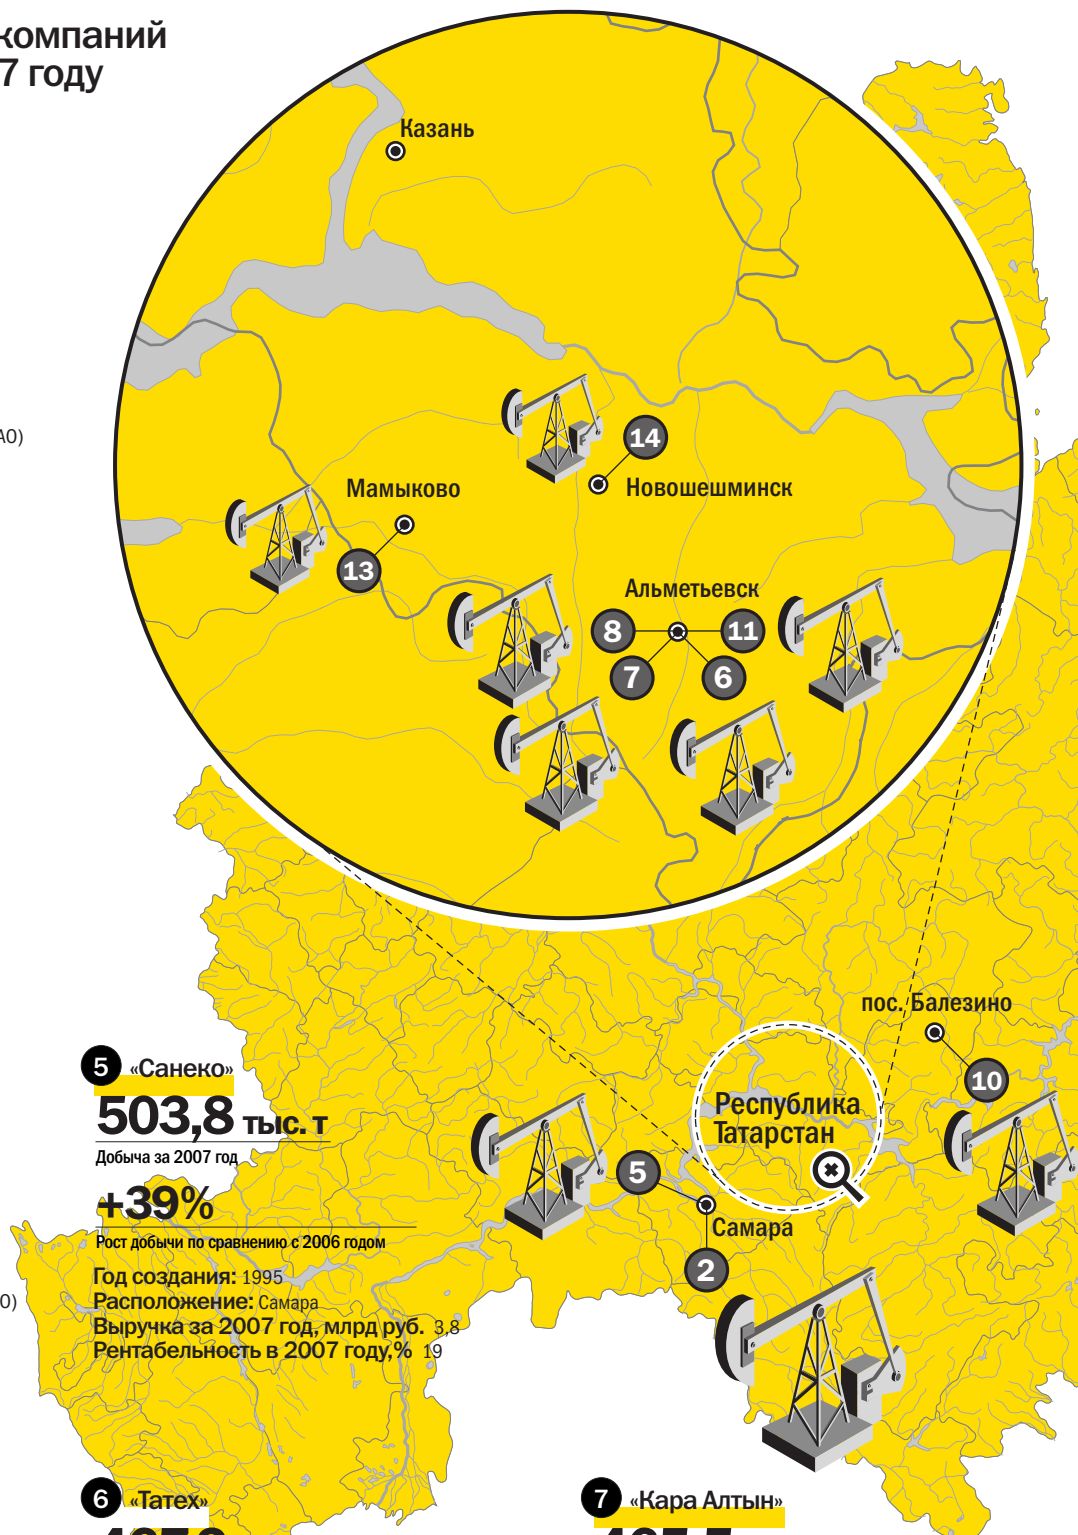 компаний
7 году
Казань
АО)
14
Мамыково
Новошешминск
13
Альметьевск
8
11
7
6
пос. Балезино
10
5 «Санеко»
503,8 тыс. т
Добыча за 2007 год
+39%
Рост добычи по сравнению с 2006 годом
Год создания: 1995
Расположение: Самара
Выручка за 2007 год, млрд руб. 3,8
Рентабельность в 2007 году,% 19
Республика
Татарстан
5
Самара
2
0)
6 «Татех»
7 «Кара Алтын»